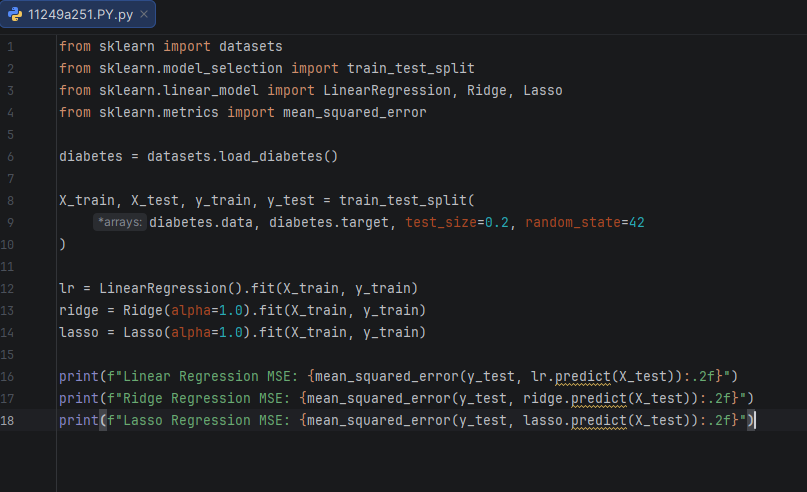 11249a251.PY.py ×
1 from sklearn import datasets
2 from sklearn.model_selection import train_test_split
3 from sklearn.linear_model import LinearRegression, Ridge, Lasso
4 from sklearn.metrics import mean_squared_error
5
6 diabetes = datasets.load_diabetes()
7
8 X_train, X_test, y_train, y_test = train_test_split(
9     *arrays: diabetes.data, diabetes.target, test_size=0.2, random_state=42
10 )
11
12 lr = LinearRegression().fit(X_train, y_train)
13 ridge = Ridge(alpha=1.0).fit(X_train, y_train)
14 lasso = Lasso(alpha=1.0).fit(X_train, y_train)
15
16 print(f"Linear Regression MSE: {mean_squared_error(y_test, lr.predict(X_test)):.2f}")
17 print(f"Ridge Regression MSE: {mean_squared_error(y_test, ridge.predict(X_test)):.2f}")
18 print(f"Lasso Regression MSE: {mean_squared_error(y_test, lasso.predict(X_test)):.2f}")